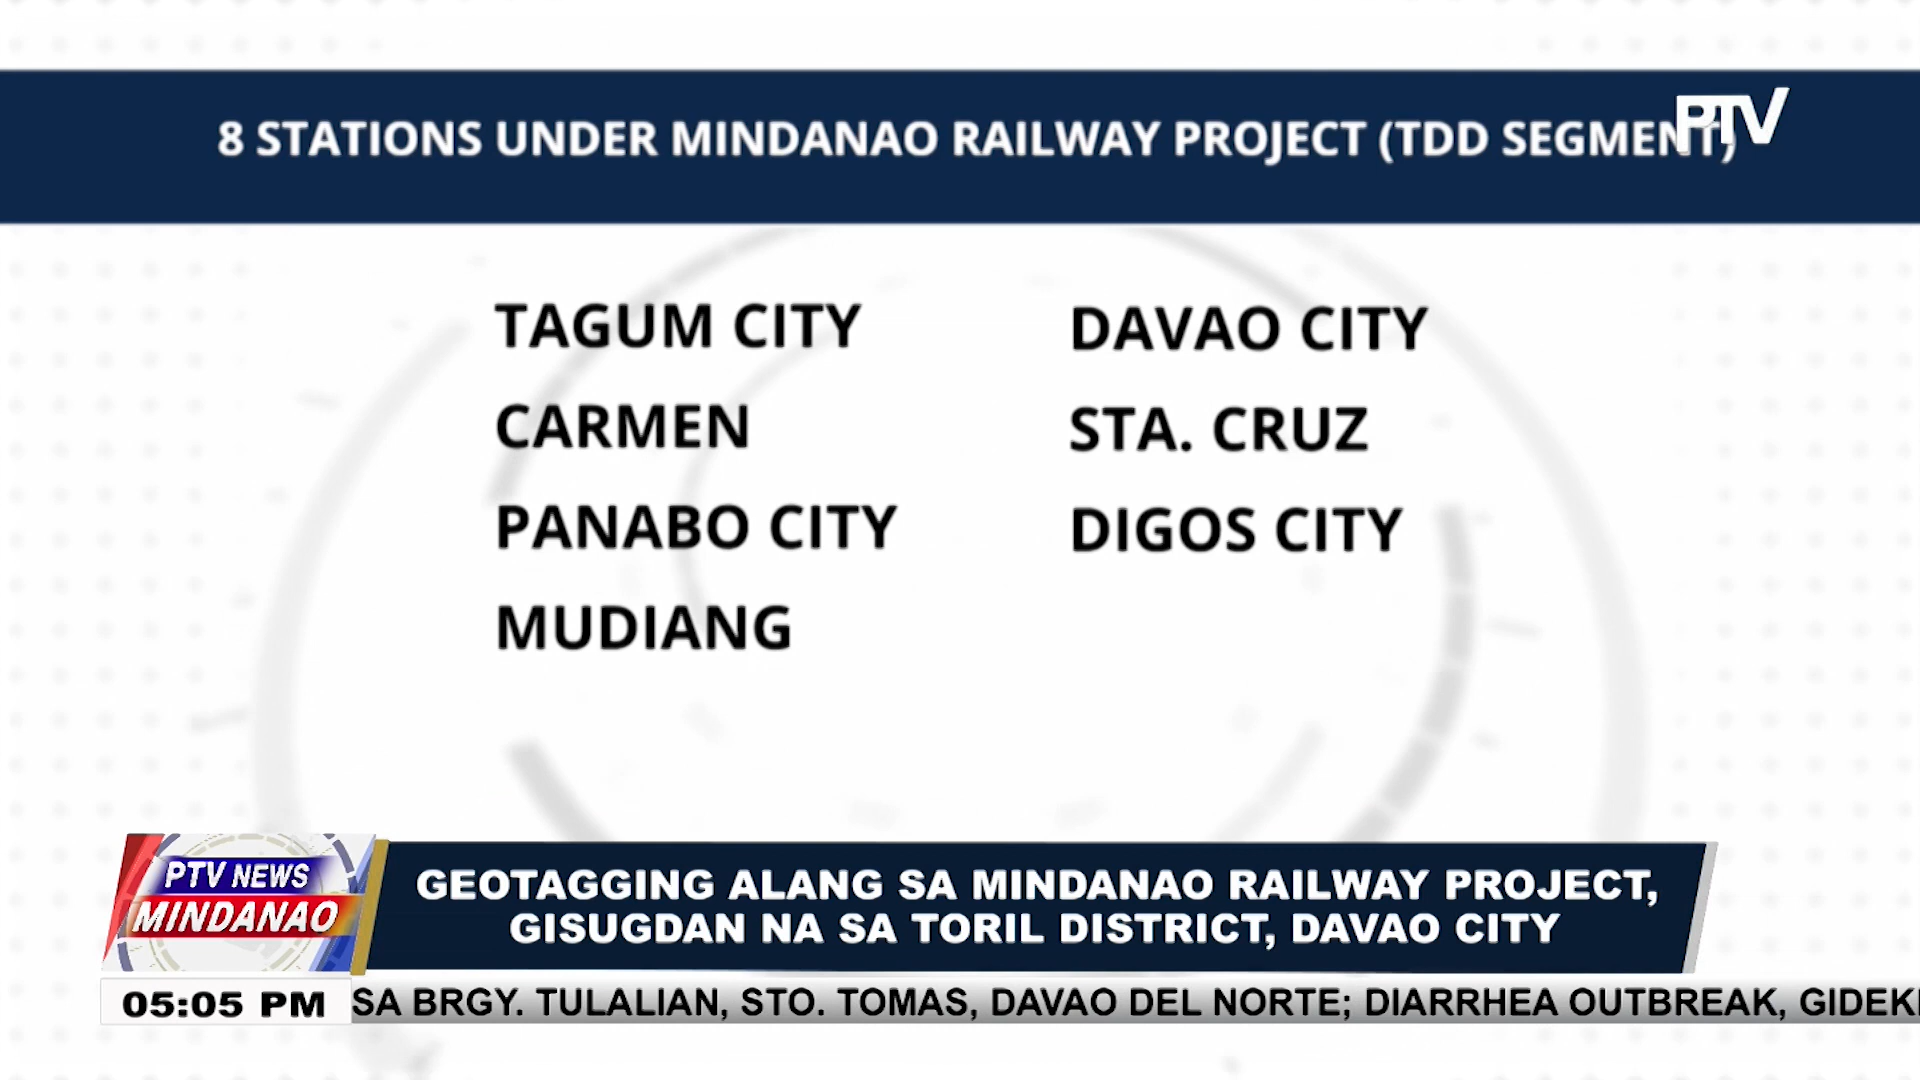 8 STATIONS UNDER MINDANAO RAILWAY PROJECT (TDD SEGMENT)
PTV
TAGUM CITY
CARMEN
PANABO CITY
MUDIANG
DAVAO CITY
STA. CRUZ
DIGOS CITY
PTV NEWS
MINDANAO
GEOTAGGING ALANG SA MINDANAO RAILWAY PROJECT,
GISUGDAN NA SA TORIL DISTRICT, DAVAO CITY
05:05 PM
SA BRGY. TULALIAN, STO. TOMAS, DAVAO DEL NORTE; DIARRHEA OUTBREAK,